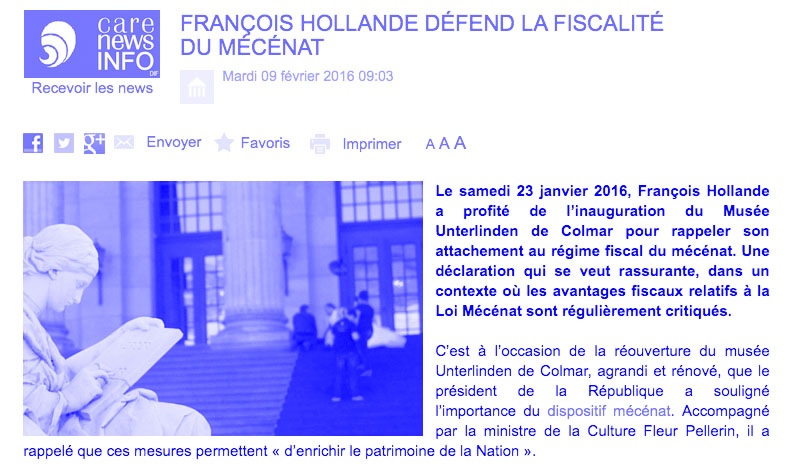 care
news
INFO
DIF
Recevoir les news
FRANÇOIS HOLLANDE DÉFEND LA FISCALITÉ
DU MÉCÉNAT
Mardi 09 février 2016 09:03
f
g+
Envoyer
Favoris
Imprimer
A A A
Le samedi 23 janvier 2016, François Hollande
a profité de l'inauguration du Musée
Unterlinden de Colmar pour rappeler son
attachement au régime fiscal du mécénat. Une
déclaration qui se veut rassurante, dans un
contexte où les avantages fiscaux relatifs à la
Loi Mécénat sont régulièrement critiqués.
C'est à l'occasion de la réouverture du musée
Unterlinden de Colmar, agrandi et rénové, que le
président de la République a souligné
l'importance du dispositif mécénat. Accompagné
par la ministre de la Culture Fleur Pellerin, il a
rappelé que ces mesures permettent « d'enrichir le patrimoine de la Nation ».